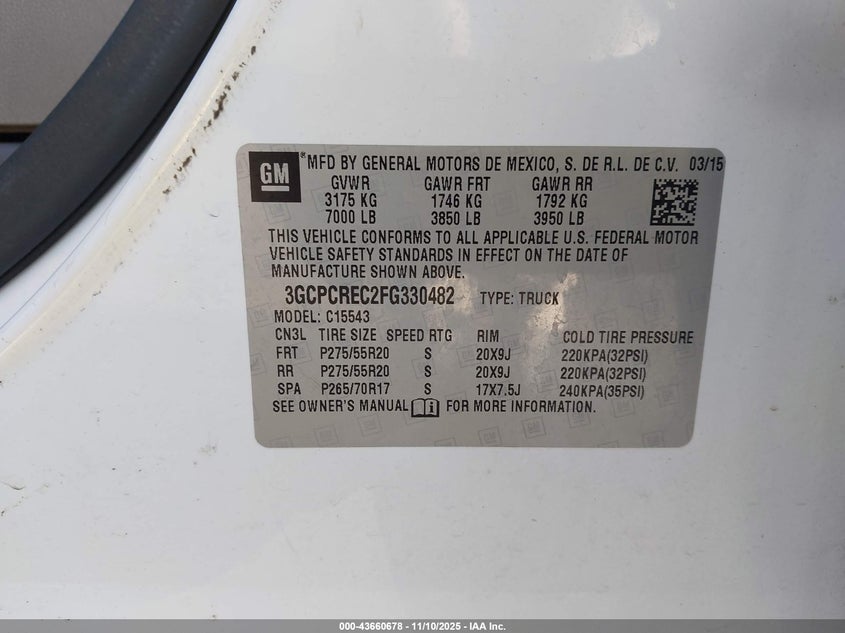 GM
MFD BY GENERAL MOTORS DE MEXICO, S. DE R.L. DE C.V. 03/15
GVWR GAWR FRT GAWR RR
3175 KG 1746 KG 1792 KG
7000 LB 3850 LB 3950 LB
THIS VEHICLE CONFORMS TO ALL APPLICABLE U.S. FEDERAL MOTOR
VEHICLE SAFETY STANDARDS IN EFFECT ON THE DATE OF
MANUFACTURE SHOWN ABOVE.
3GCPCREC2FG330482 TYPE: TRUCK
MODEL: C15543
CN3L TIRE SIZE SPEED RTG RIM COLD TIRE PRESSURE
FRT P275/55R20 S 20X9J 220KPA(32PSI)
RR P275/55R20 S 20X9J 220KPA(32PSI)
SPA P265/70R17 S 17X7.5J 240KPA(35PSI)
SEE OWNER'S MANUAL FOR MORE INFORMATION.
000-43660678 - 11/10/2025 - IAA Inc.